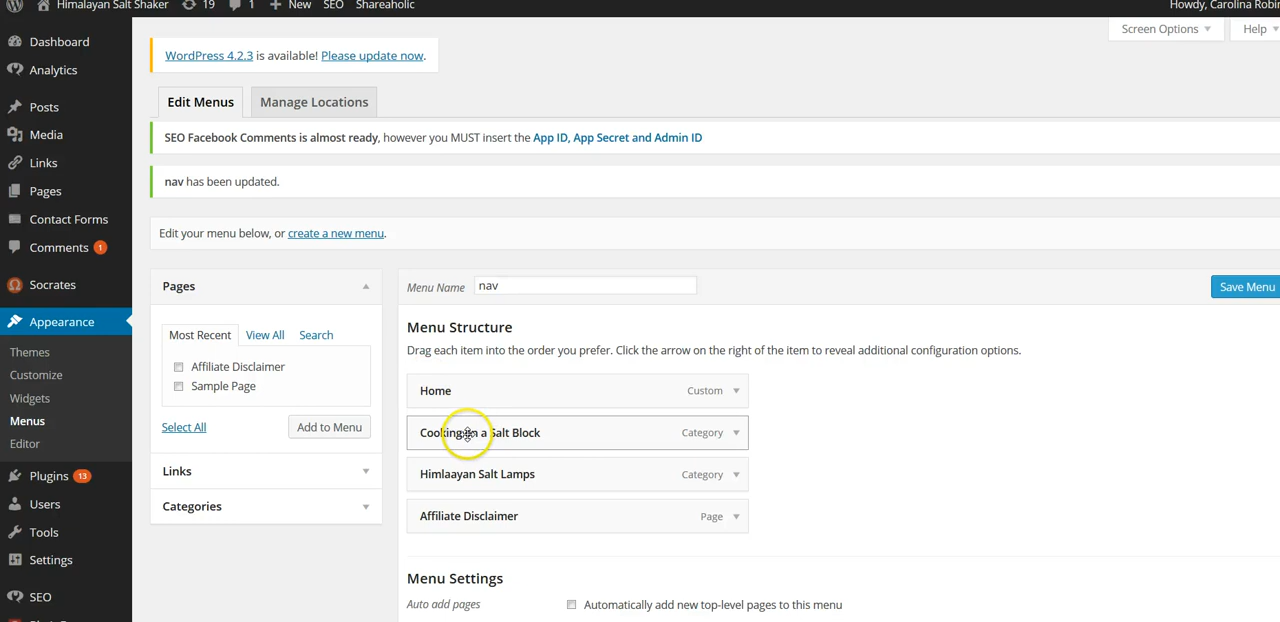 Himalayan Salt Shaker 19 1 New SEO Shareaholic Howdy, Carolina Robin
Screen Options Help
Dashboard
Analytics
Posts
Media
Links
Pages
Contact Forms
Comments 1
Socrates
Appearance
Themes
Customize
Widgets
Menus
Editor
Plugins 13
Users
Tools
Settings
SEO
WordPress 4.2.3 is available! Please update now.
Edit Menus Manage Locations
SEO Facebook Comments is almost ready, however you MUST insert the App ID, App Secret and Admin ID
nav has been updated.
Edit your menu below, or create a new menu.
Pages
Most Recent View All Search
Affiliate Disclaimer
Sample Page
Select All Add to Menu
Links
Categories
Menu Name nav Save Menu
Menu Structure
Drag each item into the order you prefer. Click the arrow on the right of the item to reveal additional configuration options.
Home Custom
Cooking in a Salt Block Category
Himlaayan Salt Lamps Category
Affiliate Disclaimer Page
Menu Settings
Auto add pages Automatically add new top-level pages to this menu